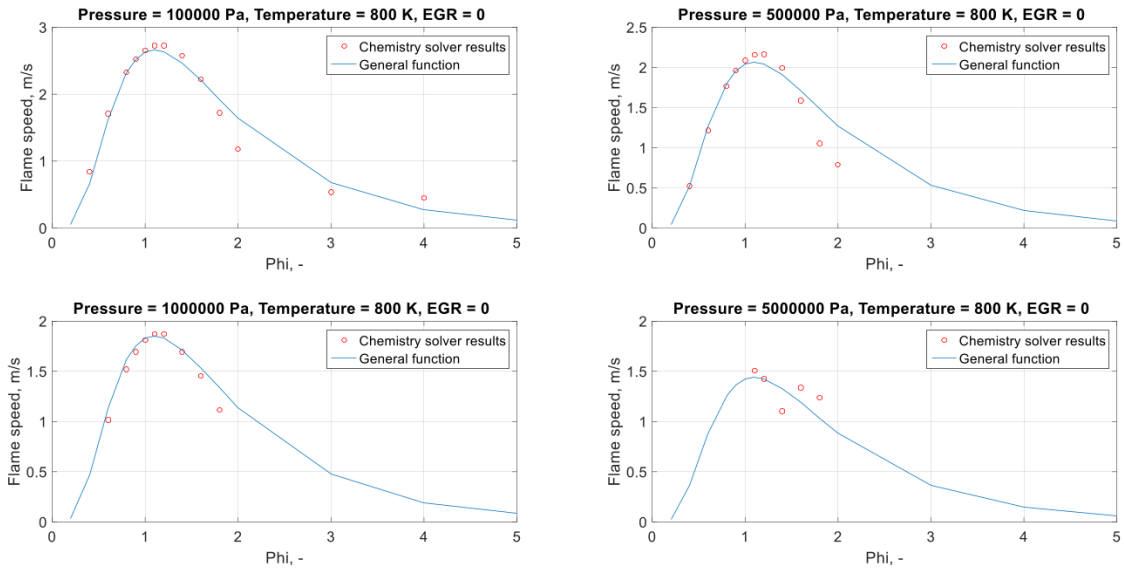 Pressure = 100000 Pa, Temperature = 800 K, EGR = 0
Flame speed, m/s
3
2
1
0
Chemistry solver results
General function
0 1 2 3 4 5
Phi, -
Pressure = 500000 Pa, Temperature = 800 K, EGR = 0
Flame speed, m/s
2.5
2
1.5
1
0.5
0
Chemistry solver results
General function
0 1 2 3 4 5
Phi, -
Pressure = 1000000 Pa, Temperature = 800 K, EGR = 0
Flame speed, m/s
2
1.5
1
0.5
0
Chemistry solver results
General function
0 1 2 3 4 5
Phi, -
Pressure = 5000000 Pa, Temperature = 800 K, EGR = 0
Flame speed, m/s
2
1.5
1
0.5
0
Chemistry solver results
General function
0 1 2 3 4 5
Phi, -